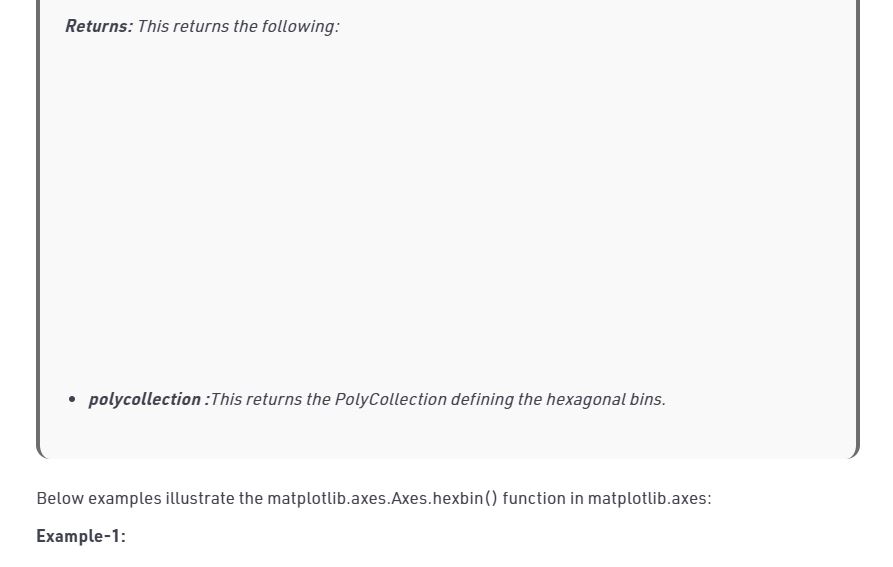 Returns: This returns the following:
• polycollection :This returns the PolyCollection defining the hexagonal bins.
Below examples illustrate the matplotlib.axes.Axes.hexbin() function in matplotlib.axes:
Example-1: